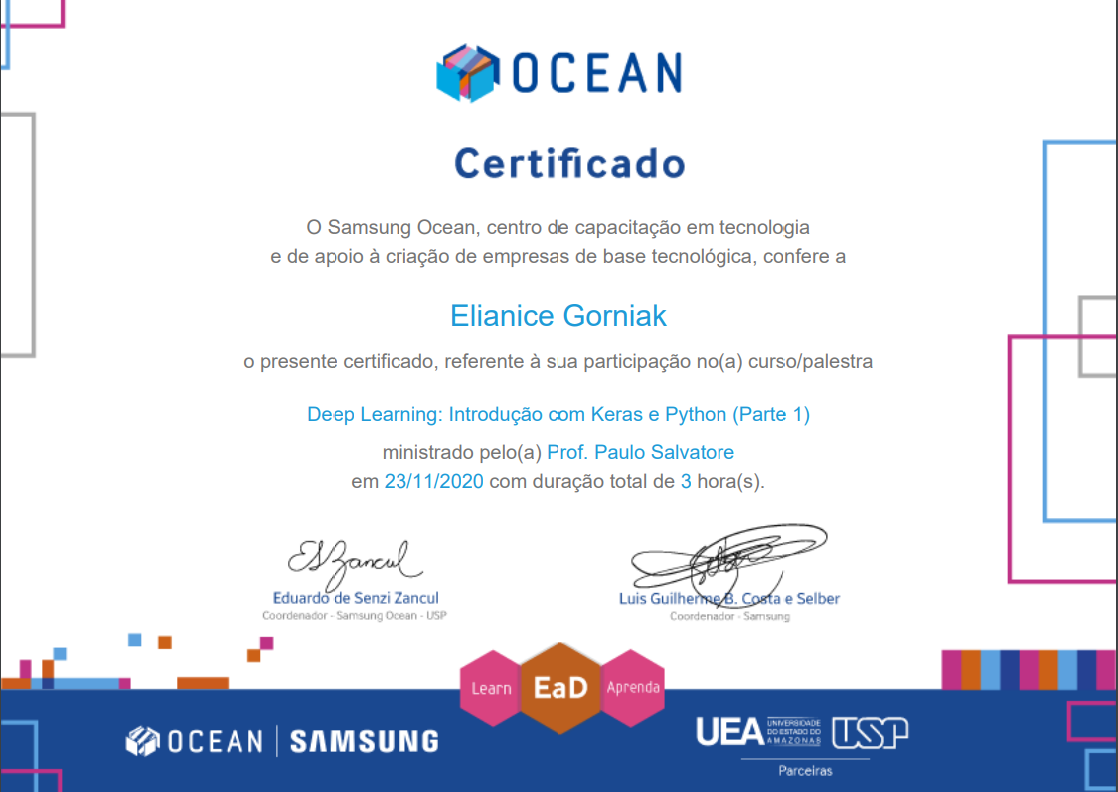 OCEAN
Certificado
O Samsung Ocean, centro de capacitação em tecnologia
e de apoio à criação de empresas de base tecnológica, confere a
Elianice Gorniak
o presente certificado, referente à sua participação no(a) curso/palestra
Deep Learning: Introdução com Keras e Python (Parte 1)
ministrado pelo(a) Prof. Paulo Salvatore
em 23/11/2020 com duração total de 3 hora(s).
ESZancul
Eduardo de Senzi Zancul
Coordenador - Samsung Ocean - USP
Luis Guilherme B. Costa e Selber
Coordenador - Samsung
Learn
EaD
Aprenda
OCEAN | SAMSUNG
UEA UNIVERSIDADE
DO ESTADO DO
AMAZONAS
USP
Parceiras